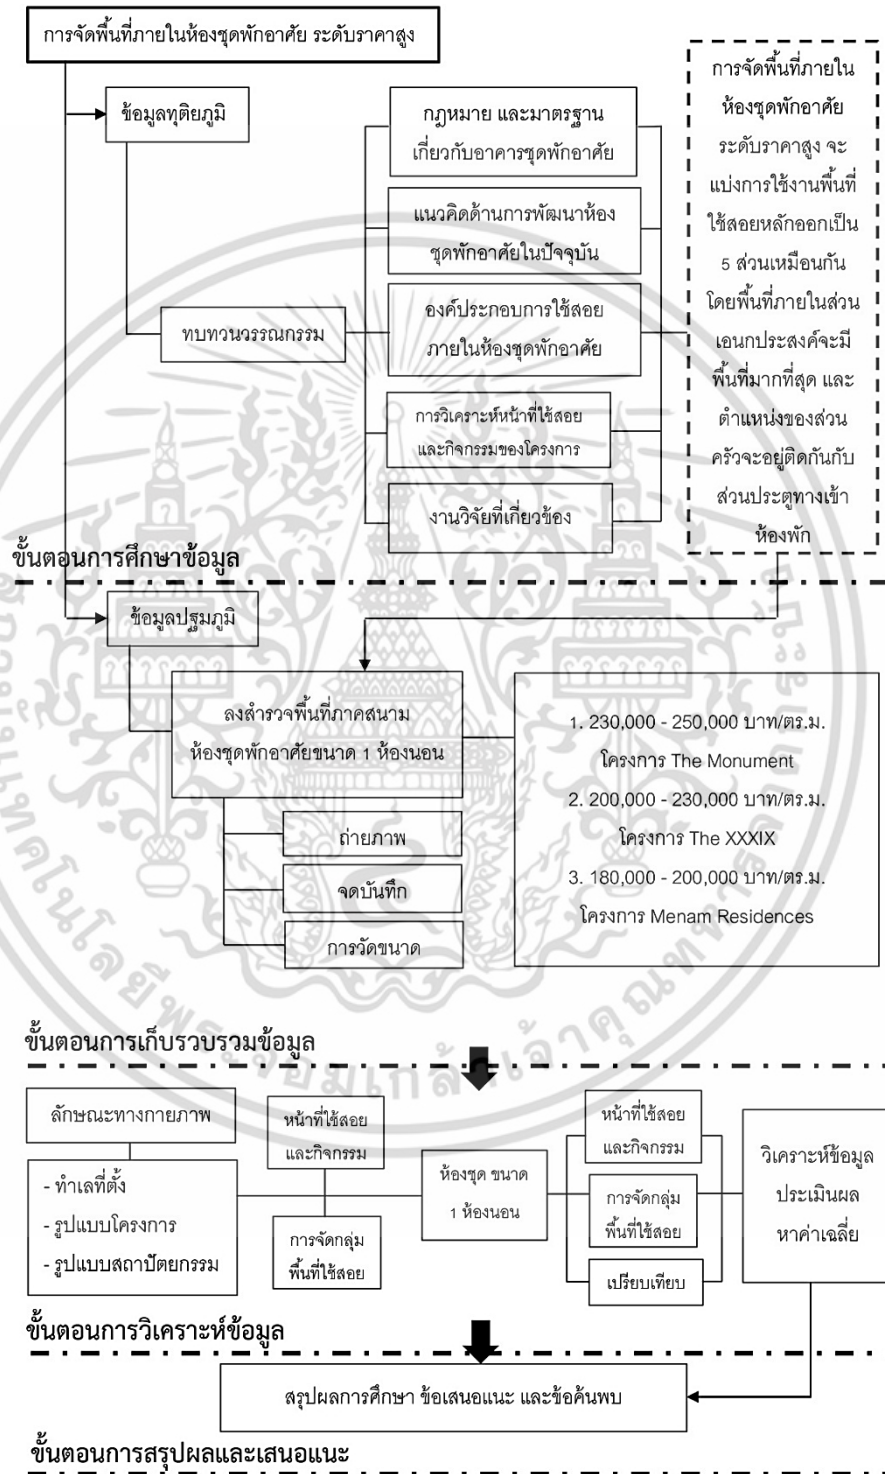 การจัดพื้นที่ภายในห้องชุดพักอาศัย ระดับราคาสูง
ข้อมูลทุติยภูมิ
ทบทวนวรรณกรรม
กฎหมาย และมาตรฐาน
เกี่ยวกับอาคารชุดพักอาศัย
แนวคิดด้านการพัฒนาห้อง
ชุดพักอาศัยในปัจจุบัน
องค์ประกอบการใช้สอย
ภายในห้องชุดพักอาศัย
การวิเคราะห์หน้าที่ใช้สอย
และกิจกรรมของโครงการ
งานวิจัยที่เกี่ยวข้อง
การจัดพื้นที่ภายใน
ห้องชุดพักอาศัย
ระดับราคาสูง จะ
แบ่งการใช้งานพื้นที่
ใช้สอยหลักออกเป็น
5 ส่วนเหมือนกัน
โดยพื้นที่ภายในส่วน
เอนกประสงค์จะมี
พื้นที่มากที่สุด และ
ตำแหน่งของส่วน
ครัวจะอยู่ติดกันกับ
ส่วนประตูทางเข้า
ห้องพัก
ขั้นตอนการศึกษาข้อมูล
ข้อมูลปฐมภูมิ
ลงสำรวจพื้นที่ภาคสนาม
ห้องชุดพักอาศัยขนาด 1 ห้องนอน
ถ่ายภาพ
จดบันทึก
การวัดขนาด
1. 230,000 - 250,000 บาท/ตร.ม.
โครงการ The Monument
2. 200,000 - 230,000 บาท/ตร.ม.
โครงการ The XXXIX
3. 180,000 - 200,000 บาท/ตร.ม.
โครงการ Menam Residences
ขั้นตอนการเก็บรวบรวมข้อมูล
ลักษณะทางกายภาพ
- ทำเลที่ตั้ง
- รูปแบบโครงการ
- รูปแบบสถาปัตยกรรม
หน้าที่ใช้สอย
และกิจกรรม
การจัดกลุ่ม
พื้นที่ใช้สอย
ห้องชุด ขนาด
1 ห้องนอน
หน้าที่ใช้สอย
และกิจกรรม
การจัดกลุ่ม
พื้นที่ใช้สอย
เปรียบเทียบ
วิเคราะห์ข้อมูล
ประเมินผล
หาค่าเฉลี่ย
ขั้นตอนการวิเคราะห์ข้อมูล
สรุปผลการศึกษา ข้อเสนอแนะ และข้อค้นพบ
ขั้นตอนการสรุปผลและเสนอแนะ